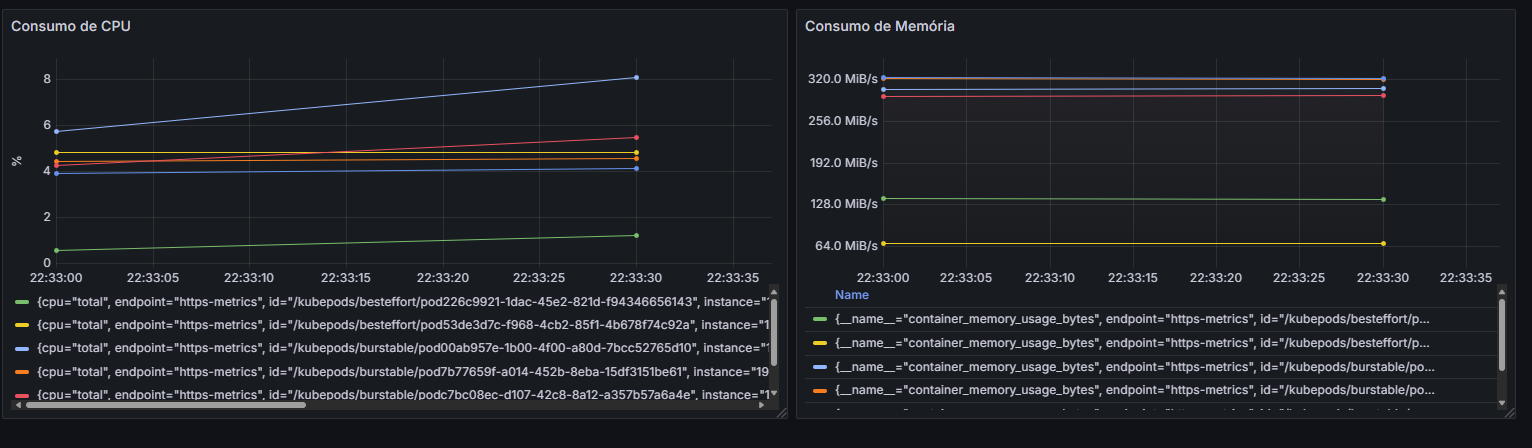 Consumo de CPU
8
6
%
4
2
0
22:33:00 22:33:05 22:33:10 22:33:15 22:33:20 22:33:25 22:33:30 22:33:35
{cpu="total", endpoint="https-metrics", id="/kubepods/besteffort/pod226c9921-1dac-45e2-821d-f94346656143", instance="1
{cpu="total", endpoint="https-metrics", id="/kubepods/besteffort/pod53de3d7c-f968-4cb2-85f1-4b678f74c92a", instance="1
{cpu="total", endpoint="https-metrics", id="/kubepods/burstable/pod00ab957e-1b00-4f00-a80d-7bcc52765d10", instance="1
{cpu="total", endpoint="https-metrics", id="/kubepods/burstable/pod7b77659f-a014-452b-8eba-15df3151be61", instance="19
{cpu="total", endpoint="https-metrics", id="/kubepods/burstable/podc7bc08ec-d107-42c8-8a12-a357b57a6a4e", instance="1
Consumo de Memória
320.0 MiB/s
256.0 MiB/s
192.0 MiB/s
128.0 MiB/s
64.0 MiB/s
22:33:00 22:33:05 22:33:10 22:33:15 22:33:20 22:33:25 22:33:30 22:33:35
Name
{__name__="container_memory_usage_bytes", endpoint="https-metrics", id="/kubepods/besteffort/p...
{__name__="container_memory_usage_bytes", endpoint="https-metrics", id="/kubepods/besteffort/p...
{__name__="container_memory_usage_bytes", endpoint="https-metrics", id="/kubepods/burstable/po...
{__name__="container_memory_usage_bytes", endpoint="https-metrics", id="/kubepods/burstable/po...